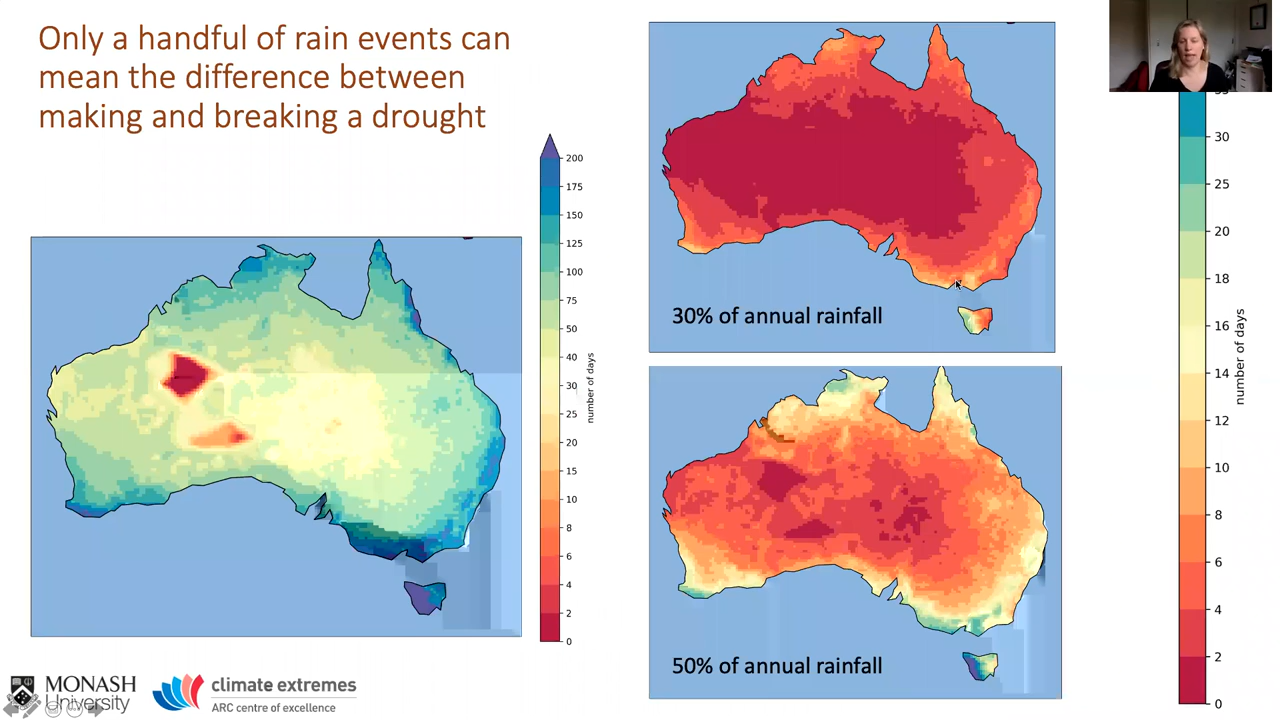 Only a handful of rain events can
mean the difference between
making and breaking a drought
200
175
150
125
100
75
50
40
30
25
20
15
10
8
6
4
2
0
number of days
30% of annual rainfall
50% of annual rainfall
30
25
20
18
16
14
12
10
8
6
4
2
0
number of days
MONASH
University
climate extremes
ARC centre of excellence